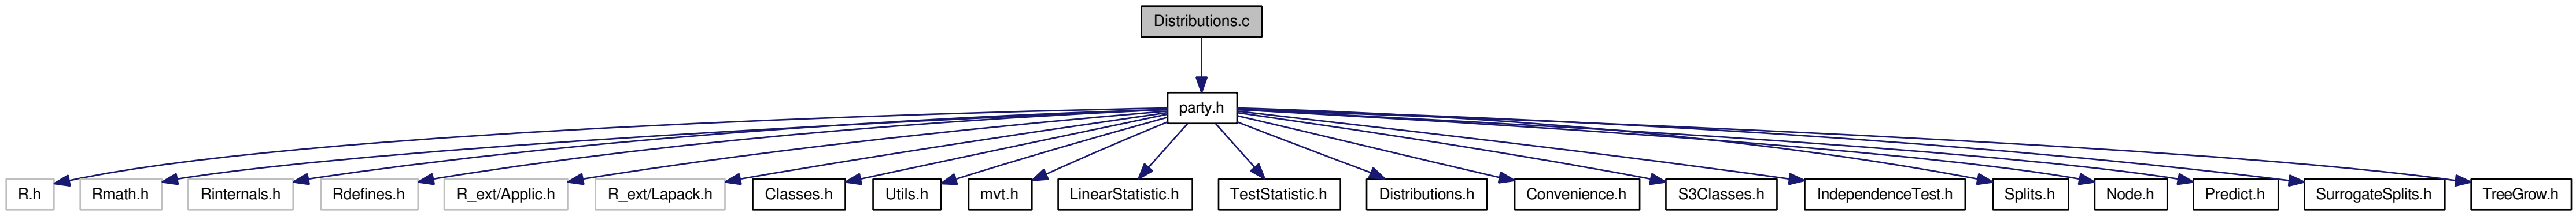 Distributions.c
party.h
R.h
Rmath.h
Rinternals.h
Rdefines.h
R_ext/Applic.h
R_ext/Lapack.h
Classes.h
Utils.h
mvt.h
LinearStatistic.h
TestStatistic.h
Distributions.h
Convenience.h
S3Classes.h
IndependenceTest.h
Splits.h
Node.h
Predict.h
SurrogateSplits.h
TreeGrow.h